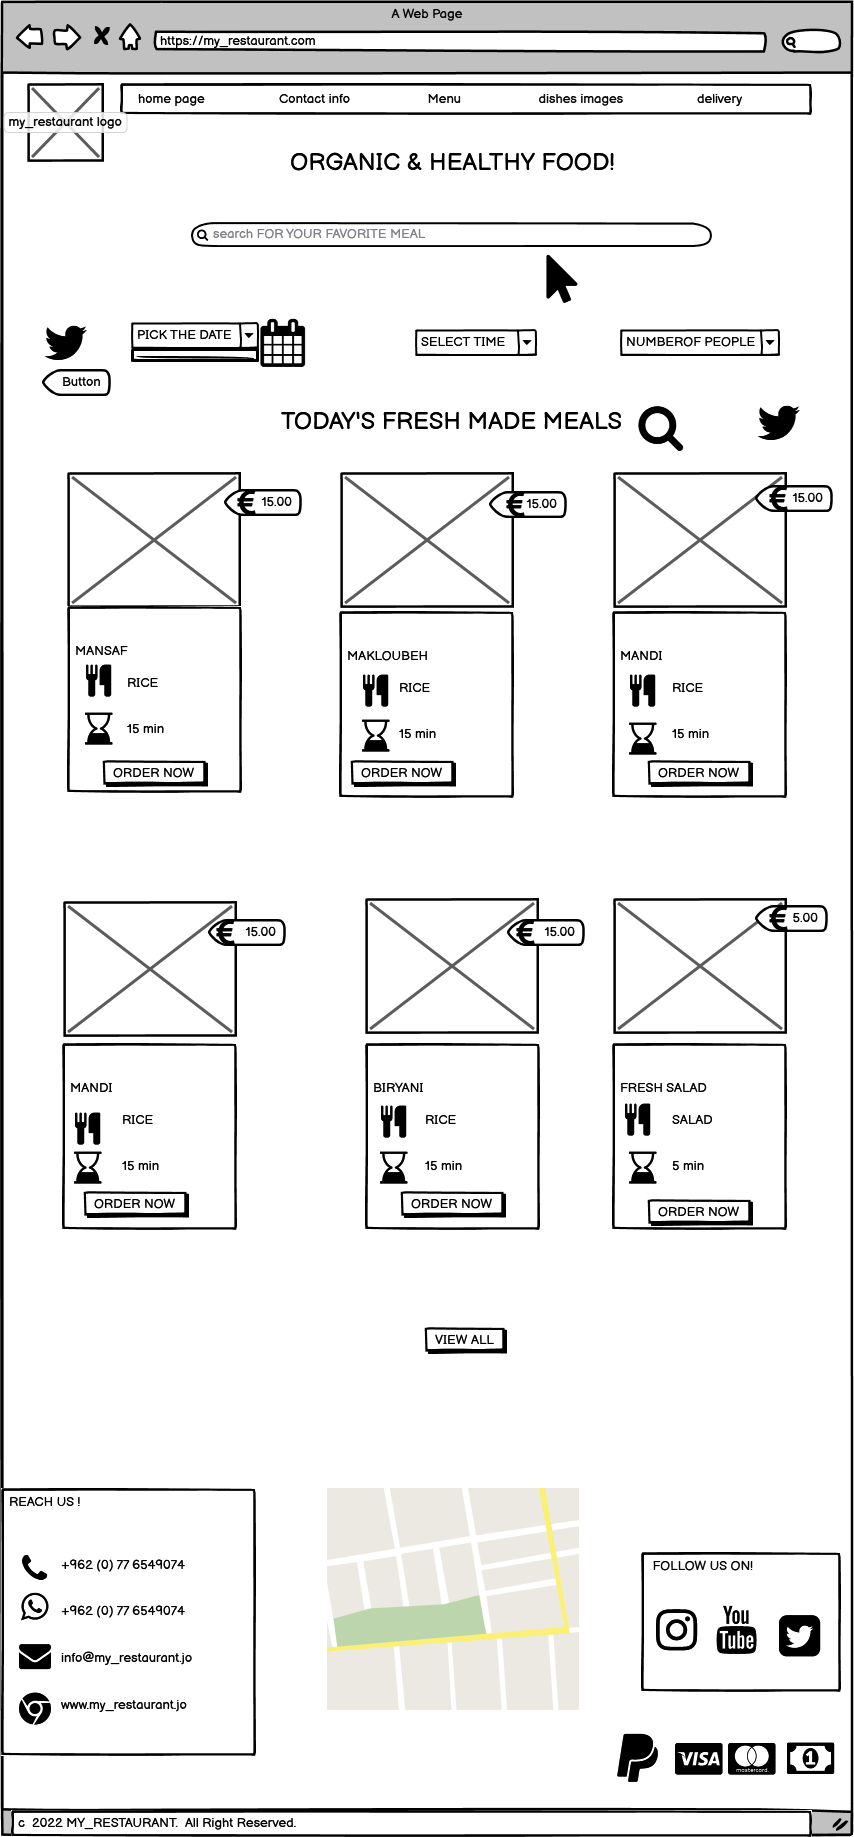 A Web Page
https://my_restaurant.com
home page Contact info Menu dishes images delivery
my_restaurant logo
ORGANIC & HEALTHY FOOD!
search FOR YOUR FAVORITE MEAL
PICK THE DATE SELECT TIME NUMBEROF PEOPLE
Button
TODAY'S FRESH MADE MEALS
€ 15.00 € 15.00 € 15.00
MANSAF MAKLOUBEH MANDI
RICE RICE RICE
15 min 15 min 15 min
ORDER NOW ORDER NOW ORDER NOW
€ 15.00 € 15.00 € 5.00
MANDI BIRYANI FRESH SALAD
RICE RICE SALAD
15 min 15 min 5 min
ORDER NOW ORDER NOW ORDER NOW
VIEW ALL
REACH US !
+962 (0) 77 6549074
+962 (0) 77 6549074
info@my_restaurant.jo
www.my_restaurant.jo
FOLLOW US ON!
You
Tube
VISA mastercard 1
c 2022 MY_RESTAURANT. All Right Reserved.